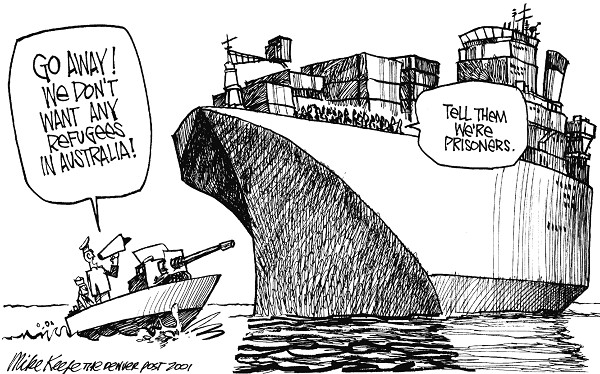 GO AWAY!
WE DON'T
WANT ANY
REFUGEES
IN AUSTRALIA!
TELL THEM
WE'RE
PRISONERS.
MIKE KEEFE THE DENVER POST 2001